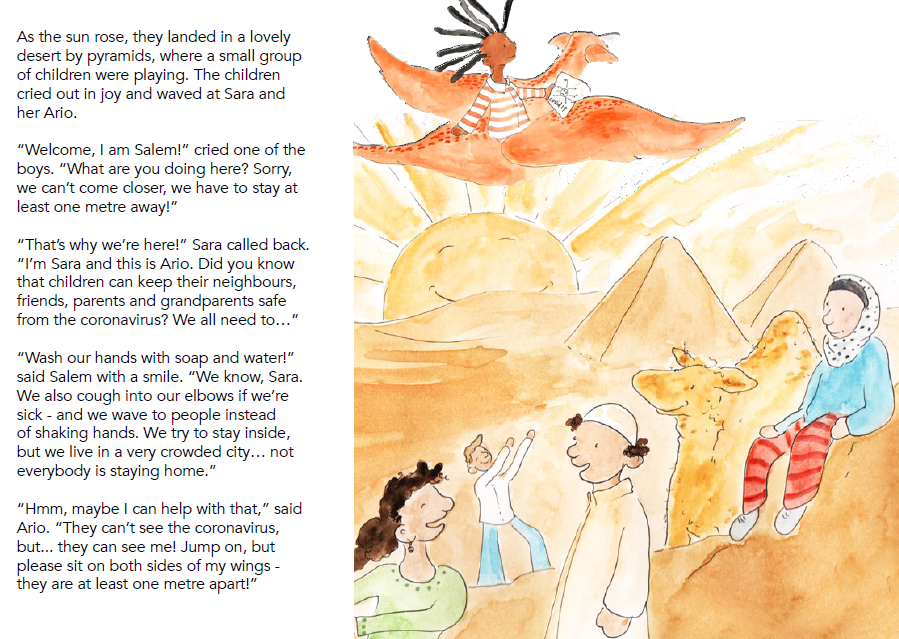 As the sun rose, they landed in a lovely
desert by pyramids, where a small group
of children were playing. The children
cried out in joy and waved at Sara and
her Ario.
“Welcome, I am Salem!” cried one of the
boys. “What are you doing here? Sorry,
we can’t come closer, we have to stay at
least one metre away!”
“That’s why we’re here!” Sara called back.
“I’m Sara and this is Ario. Did you know
that children can keep their neighbours,
friends, parents and grandparents safe
from the coronavirus? We all need to…”
“Wash our hands with soap and water!”
said Salem with a smile. “We know, Sara.
We also cough into our elbows if we’re
sick - and we wave to people instead
of shaking hands. We try to stay inside,
but we live in a very crowded city… not
everybody is staying home.”
“Hmm, maybe I can help with that,” said
Ario. “They can’t see the coronavirus,
but... they can see me! Jump on, but
please sit on both sides of my wings -
they are at least one metre apart!”